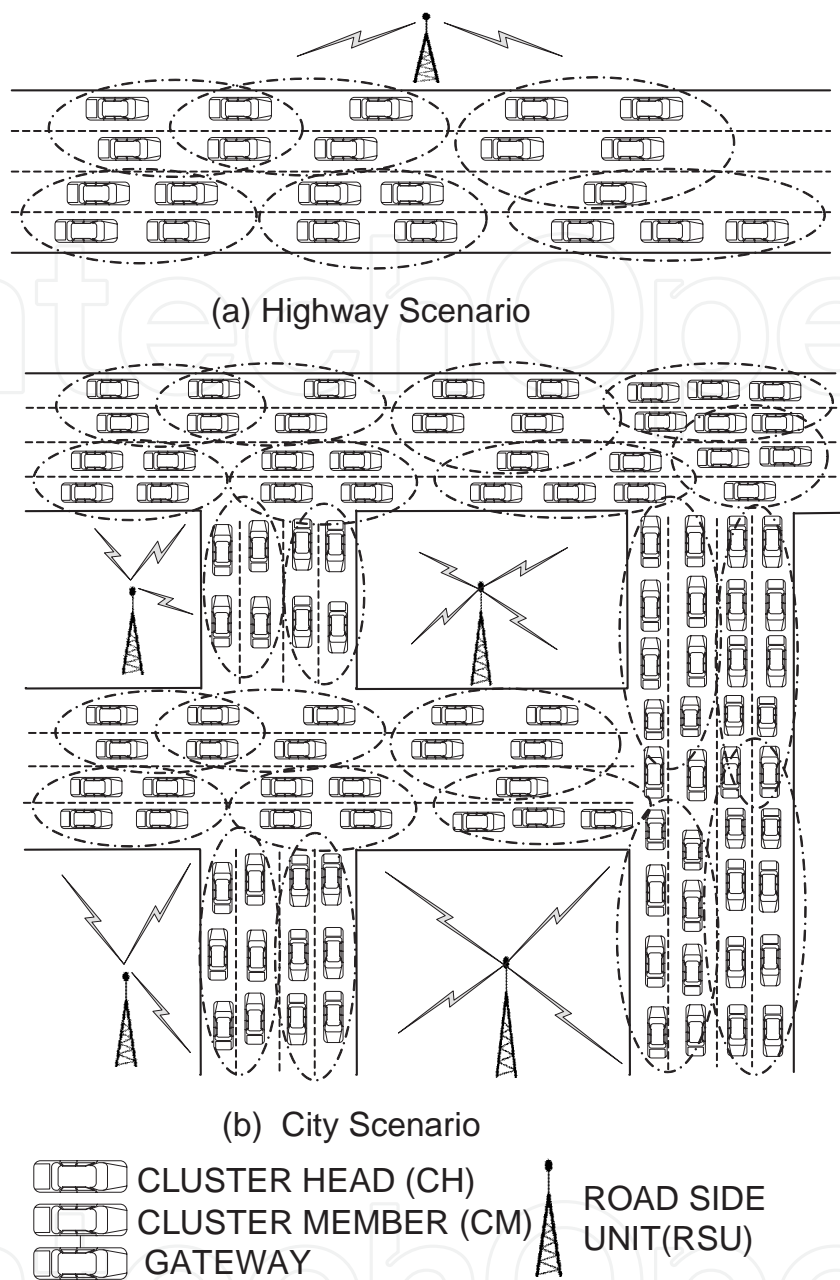 (a) Highway Scenario
(b) City Scenario
CLUSTER HEAD (CH)
CLUSTER MEMBER (CM)
GATEWAY
ROAD SIDE
UNIT(RSU)